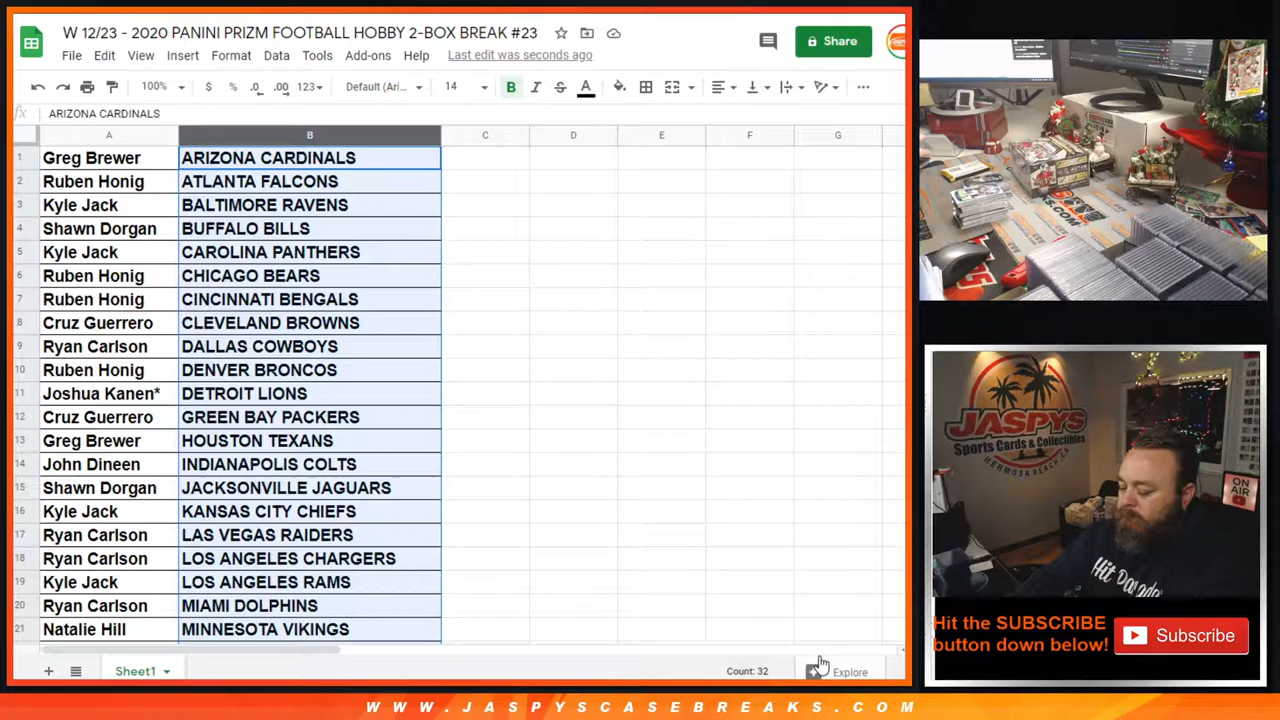 W 12/23 - 2020 PANINI PRIZM FOOTBALL HOBBY 2-BOX BREAK #23
File Edit View Insert Format Data Tools Add-ons Help Last edit was seconds ago
Share
100% $ % .0 .00 123 Default (Ari... 14 B I S A
fx ARIZONA CARDINALS
A B C D E F G
1 Greg Brewer ARIZONA CARDINALS
2 Ruben Honig ATLANTA FALCONS
3 Kyle Jack BALTIMORE RAVENS
4 Shawn Dorgan BUFFALO BILLS
5 Kyle Jack CAROLINA PANTHERS
6 Ruben Honig CHICAGO BEARS
7 Ruben Honig CINCINNATI BENGALS
8 Cruz Guerrero CLEVELAND BROWNS
9 Ryan Carlson DALLAS COWBOYS
10 Ruben Honig DENVER BRONCOS
11 Joshua Kanen* DETROIT LIONS
12 Cruz Guerrero GREEN BAY PACKERS
13 Greg Brewer HOUSTON TEXANS
14 John Dineen INDIANAPOLIS COLTS
15 Shawn Dorgan JACKSONVILLE JAGUARS
16 Kyle Jack KANSAS CITY CHIEFS
17 Ryan Carlson LAS VEGAS RAIDERS
18 Ryan Carlson LOS ANGELES CHARGERS
19 Kyle Jack LOS ANGELES RAMS
20 Ryan Carlson MIAMI DOLPHINS
21 Natalie Hill MINNESOTA VIKINGS
Sheet1 Count: 32 Explore
JASPYS
Sports Cards & Collectibles
HERMOSA BEACH, CA
ON AIR
Hit Parade
Hit the SUBSCRIBE
button down below!
Subscribe
WWW.JASPYSCASEBREAKS.COM